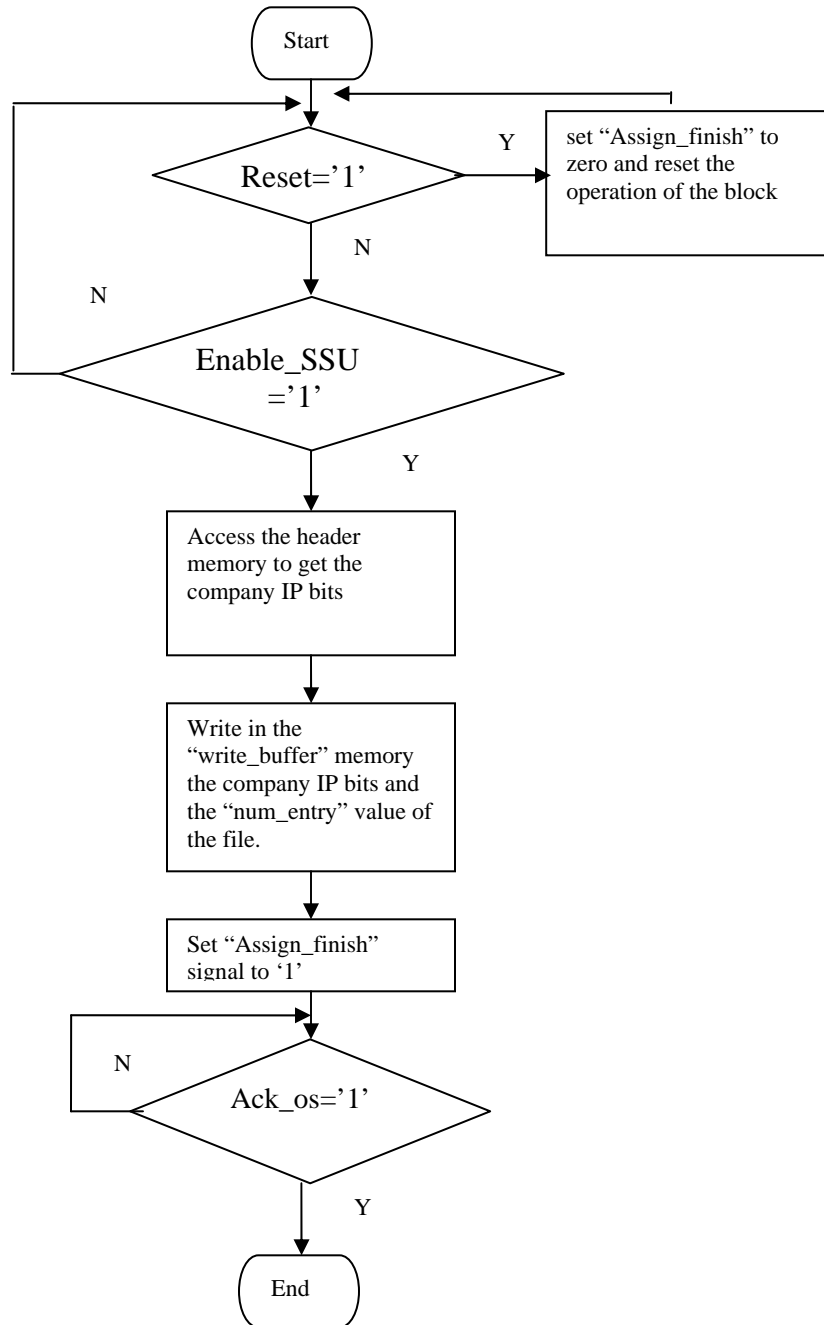 Start
Reset=’1’
Y
set “Assign_finish” to
zero and reset the
operation of the block
N
N
Enable_SSU
=’1’
Y
Access the header
memory to get the
company IP bits
Write in the
“write_buffer” memory
the company IP bits and
the “num_entry” value of
the file.
Set “Assign_finish”
signal to ‘1’
N
Ack_os=’1’
Y
End